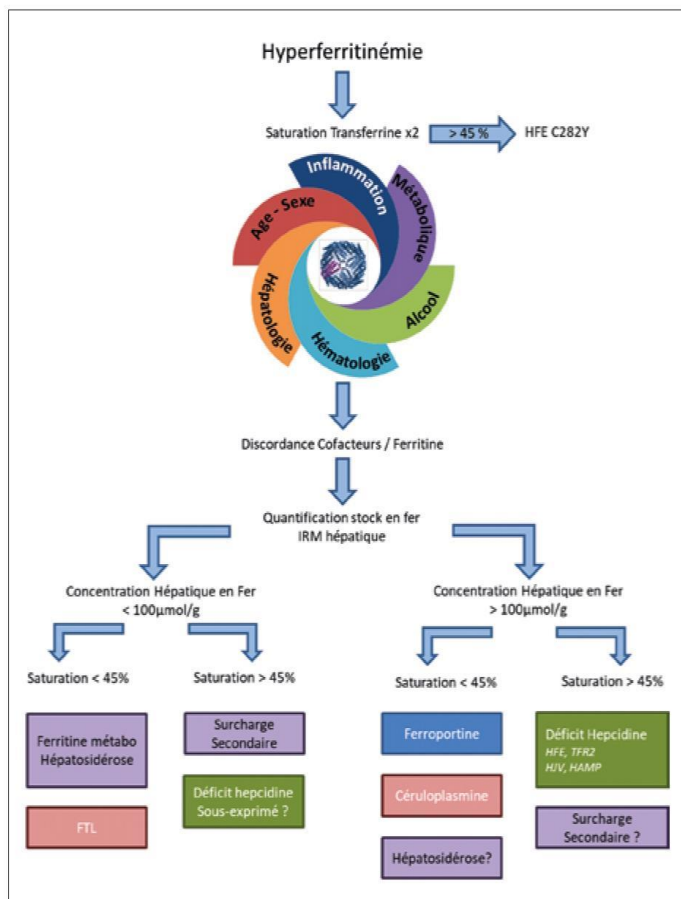 Hyperferritinémie
Saturation Transferrine x2
> 45 %
HFE C282Y
Inflammation
Métabolique
Age - Sexe
Alcool
Hépatologie
Hématologie
Discordance Cofacteurs / Ferritine
Quantification stock en fer
IRM hépatique
Concentration Hépatique en Fer
< 100µmol/g
Concentration Hépatique en Fer
> 100µmol/g
Saturation < 45%
Saturation > 45%
Saturation < 45%
Saturation > 45%
Ferritine métabo
Hépatosidérose
FTL
Surcharge
Secondaire
Déficit hepcidine
Sous-exprimé ?
Ferroportine
Céruloplasmine
Hépatosidérose?
Déficit Hepcidine
HFE, TFR2
HJV, HAMP
Surcharge
Secondaire ?